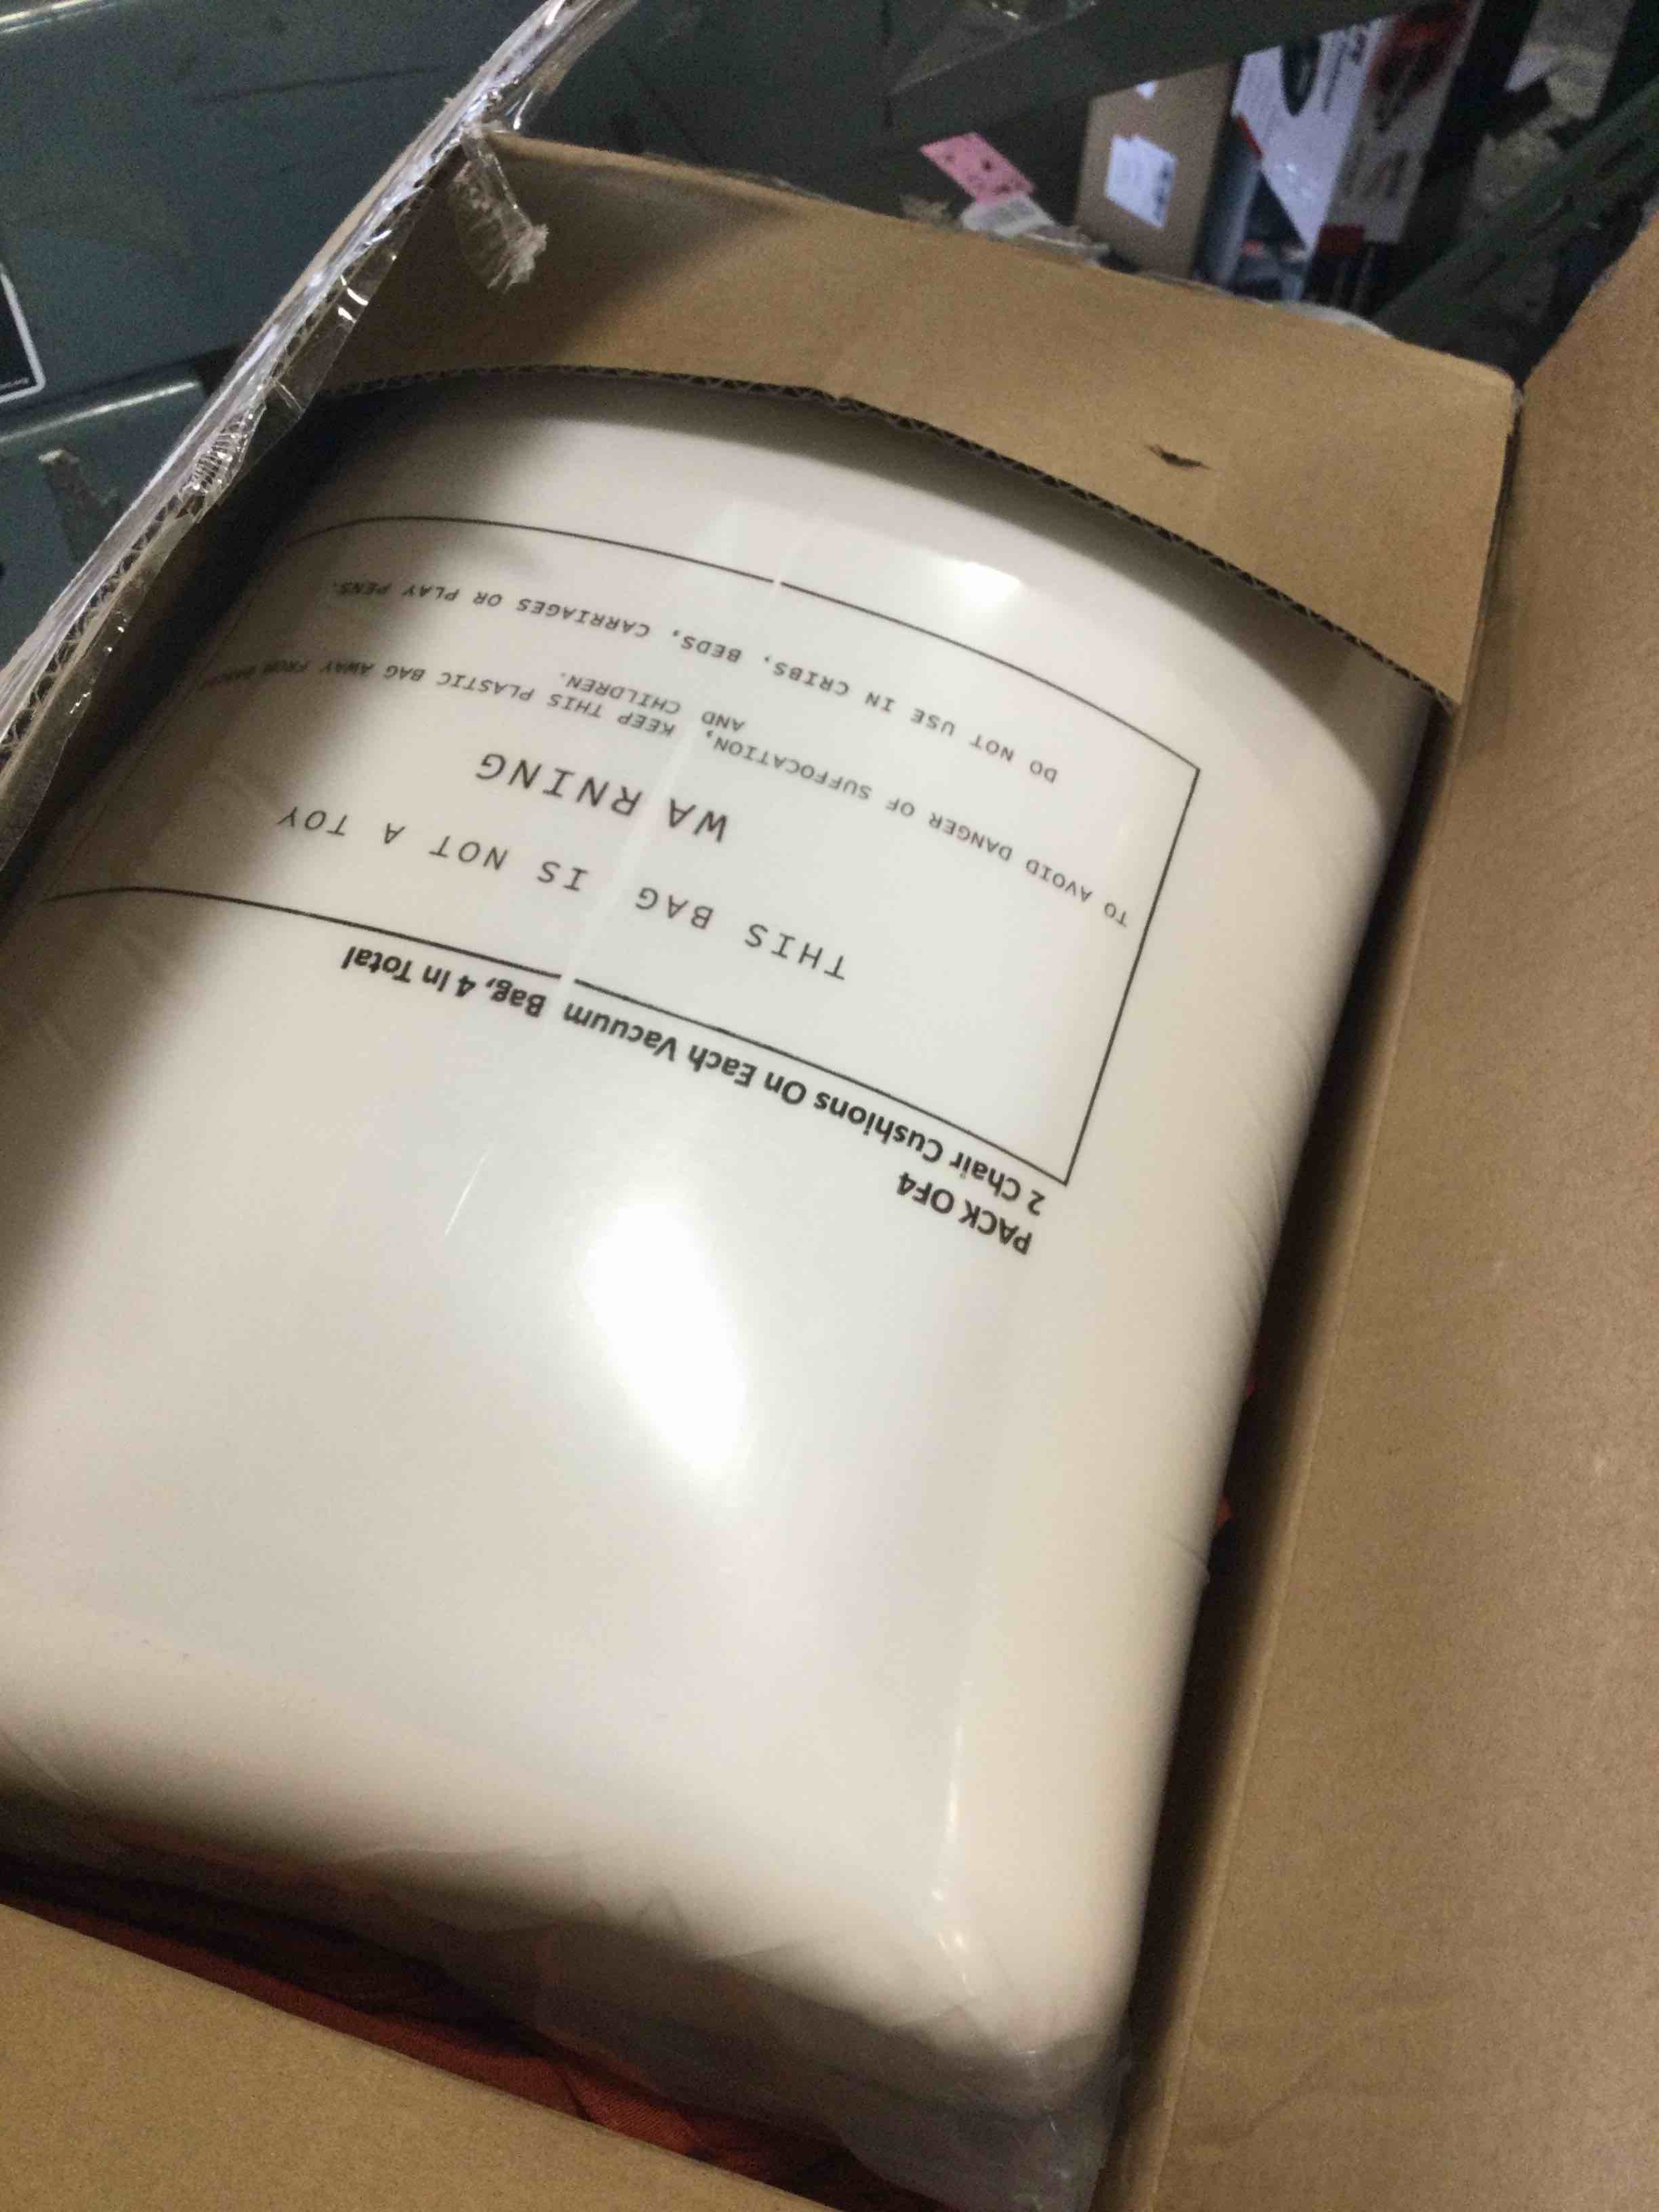 PACK OF4
2 Chair Cushions On Each Vacuum Bag, 4 In Total
THIS BAG IS NOT A TOY
WARNING
TO AVOID DANGER OF SUFFOCATION, KEEP THIS PLASTIC BAG AWAY FROM
AND CHILDREN.
DO NOT USE IN CRIBS, BEDS, CARRIAGES OR PLAY PENS.